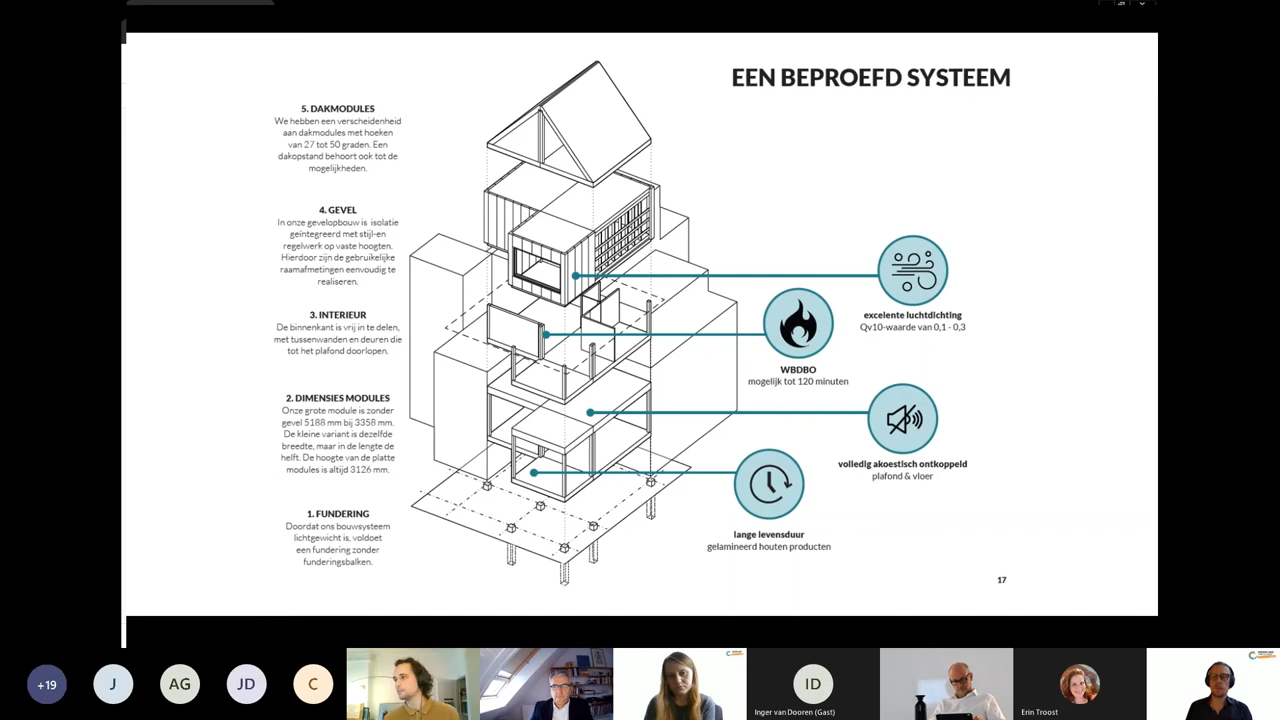 EEN BEPROEFD SYSTEEM
5. DAKMODULES
We hebben een verscheidenheid
aan dakmodules met hoeken
van 27 tot 50 graden. Een
dakopstand behoort ook tot de
mogelijkheden.
4. GEVEL
In onze gevelopbouw is isolatie
geïntegreerd met stijl-en
regelwerk op vaste hoogten.
Hierdoor zijn de gebruikelijke
raamafmetingen eenvoudig te
realiseren.
3. INTERIEUR
De binnenkant is vrij in te delen,
met tussenwanden en deuren die
tot het plafond doorlopen.
2. DIMENSIES MODULES
Onze grote module is zonder
gevel 5188 mm bij 3358 mm.
De kleine variant is dezelfde
breedte, maar in de lengte de
helft. De hoogte van de platte
modules is altijd 3126 mm.
1. FUNDERING
Doordat ons bouwsysteem
lichtgewicht is, voldoet
een fundering zonder
funderingsbalken.
excelente luchtdichting
Qv10-waarde van 0,1 - 0,3
WBDBO
mogelijk tot 120 minuten
volledig akoestisch ontkoppeld
plafond & vloer
lange levensduur
gelamineerd houten producten
17
+19
J
AG
JD
C
ID
Inger van Dooren (Gast)
Erin Troost